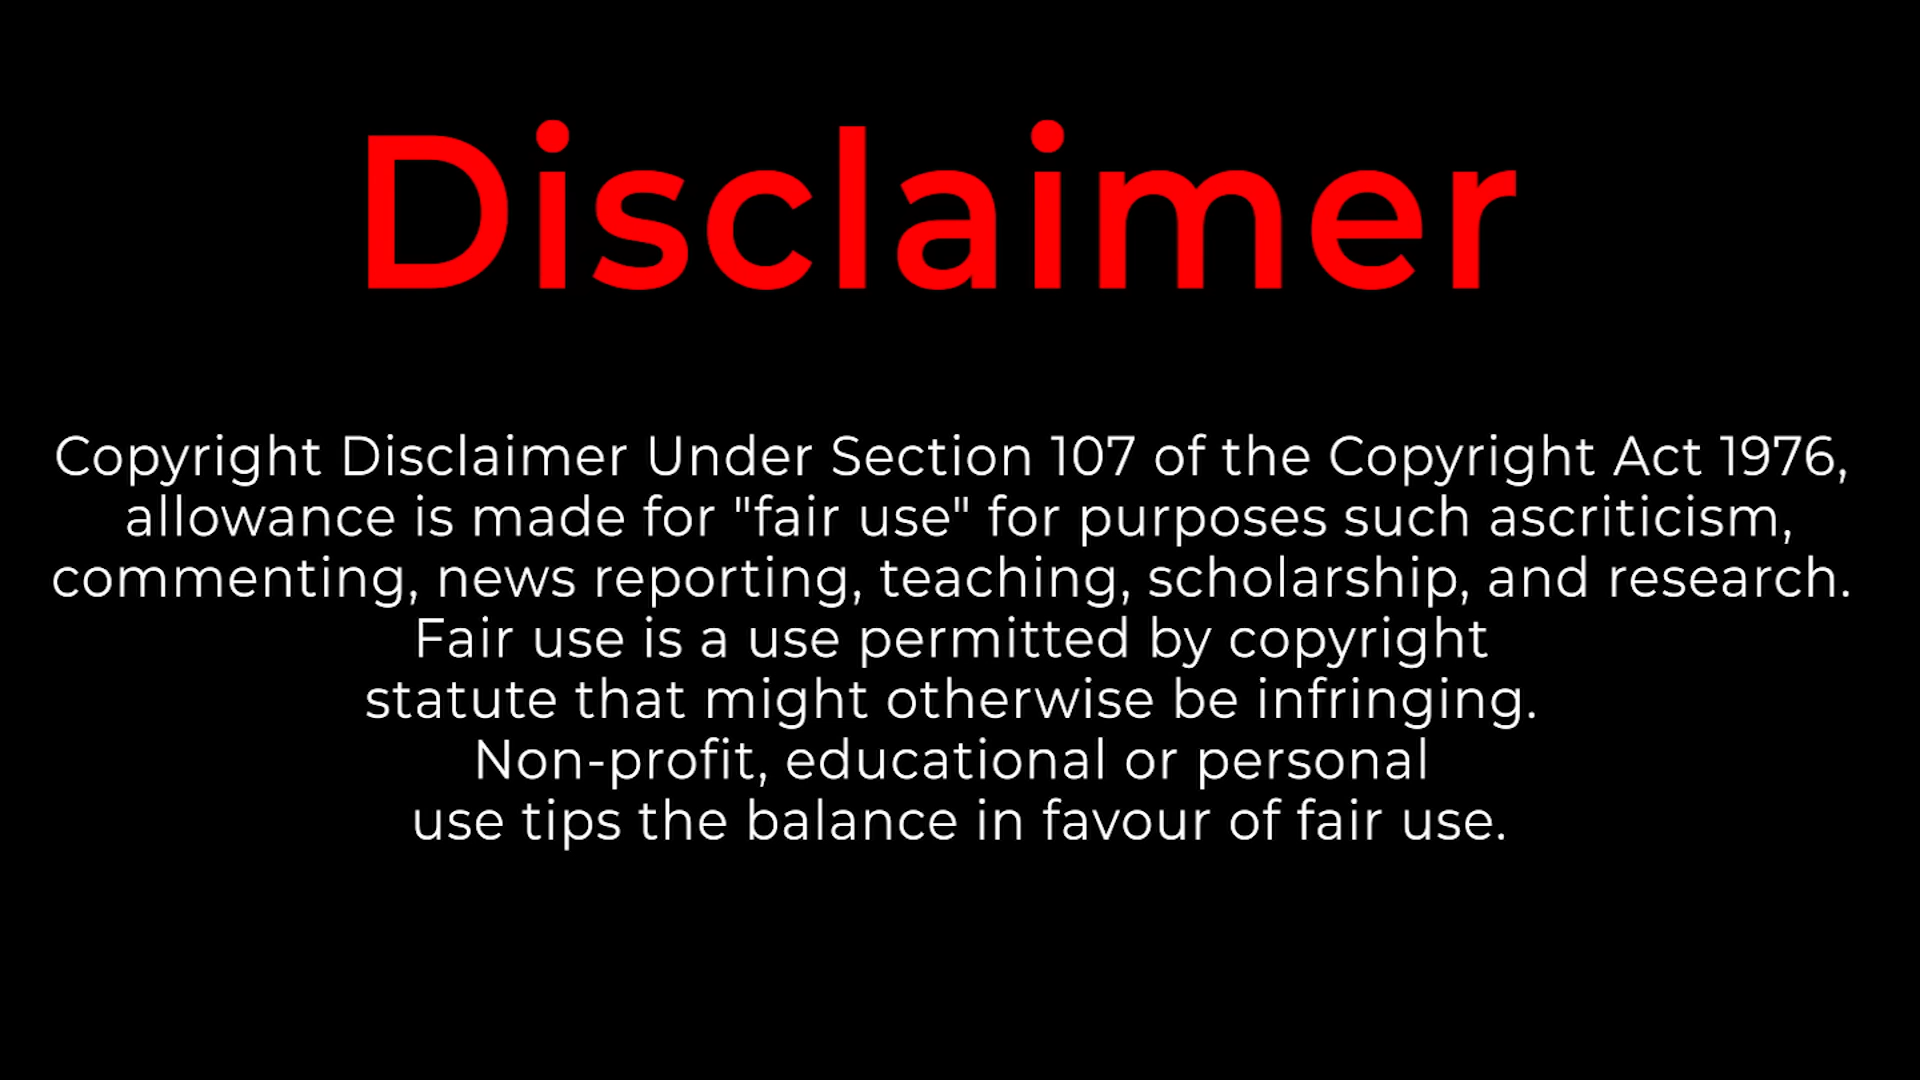 Disclaimer
Copyright Disclaimer Under Section 107 of the Copyright Act 1976,
allowance is made for "fair use" for purposes such ascriticism,
commenting, news reporting, teaching, scholarship, and research.
Fair use is a use permitted by copyright
statute that might otherwise be infringing.
Non-profit, educational or personal
use tips the balance in favour of fair use.